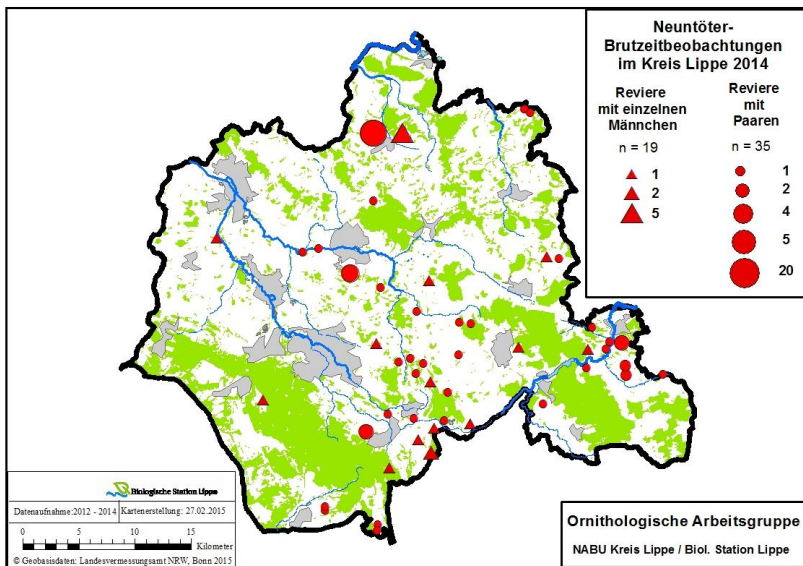 Neuntöter-
Brutzeitbeobachtungen
im Kreis Lippe 2014
Reviere
mit einzelnen
Männchen
n = 19
1
2
5
Reviere
mit
Paaren
n = 35
1
2
4
5
20
Biologische Station Lippe
Datenaufnahme:2012 - 2014 Kartenerstellung: 27.02.2015
0 5 10 15
Kilometer
© Geobasisdaten: Landesvermessungsamt NRW, Bonn 2015
Ornithologische Arbeitsgruppe
NABU Kreis Lippe / Biol. Station Lippe